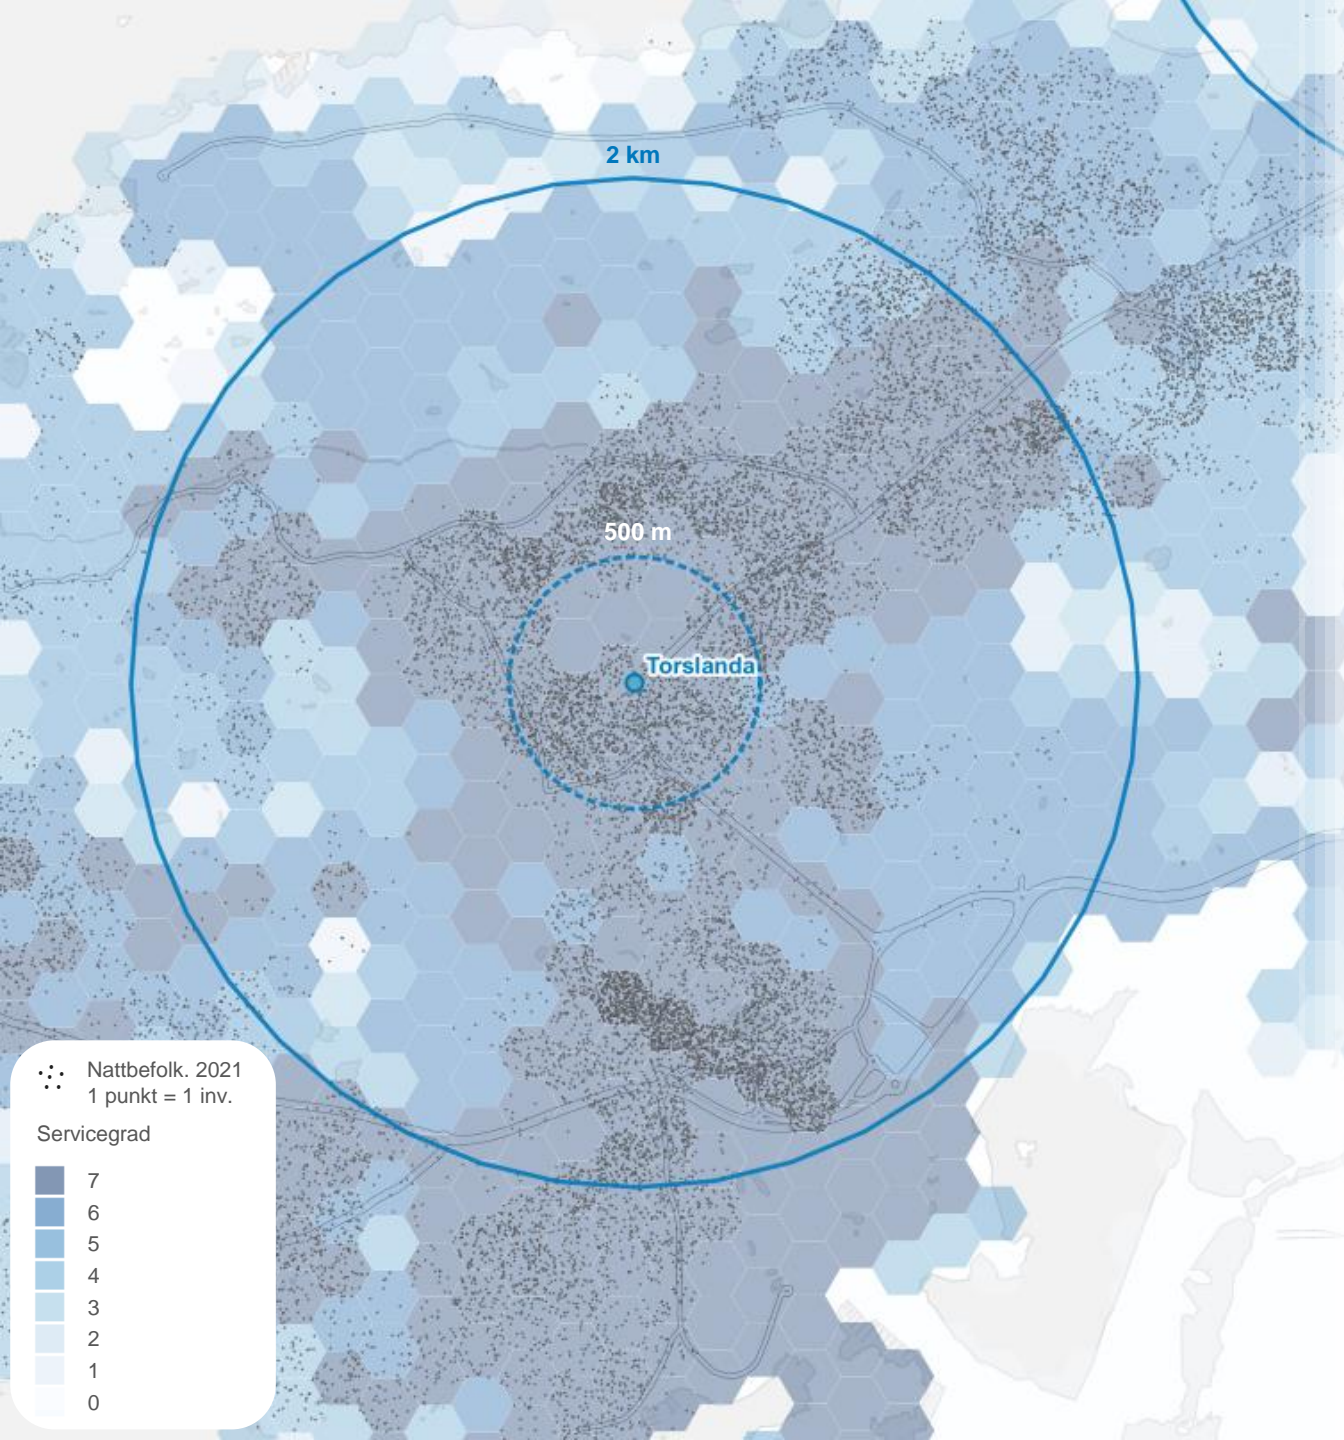 2 km
500 m
Torslanda
Nattbefolk. 2021
1 punkt = 1 inv.
Servicegrad
7
6
5
4
3
2
1
0